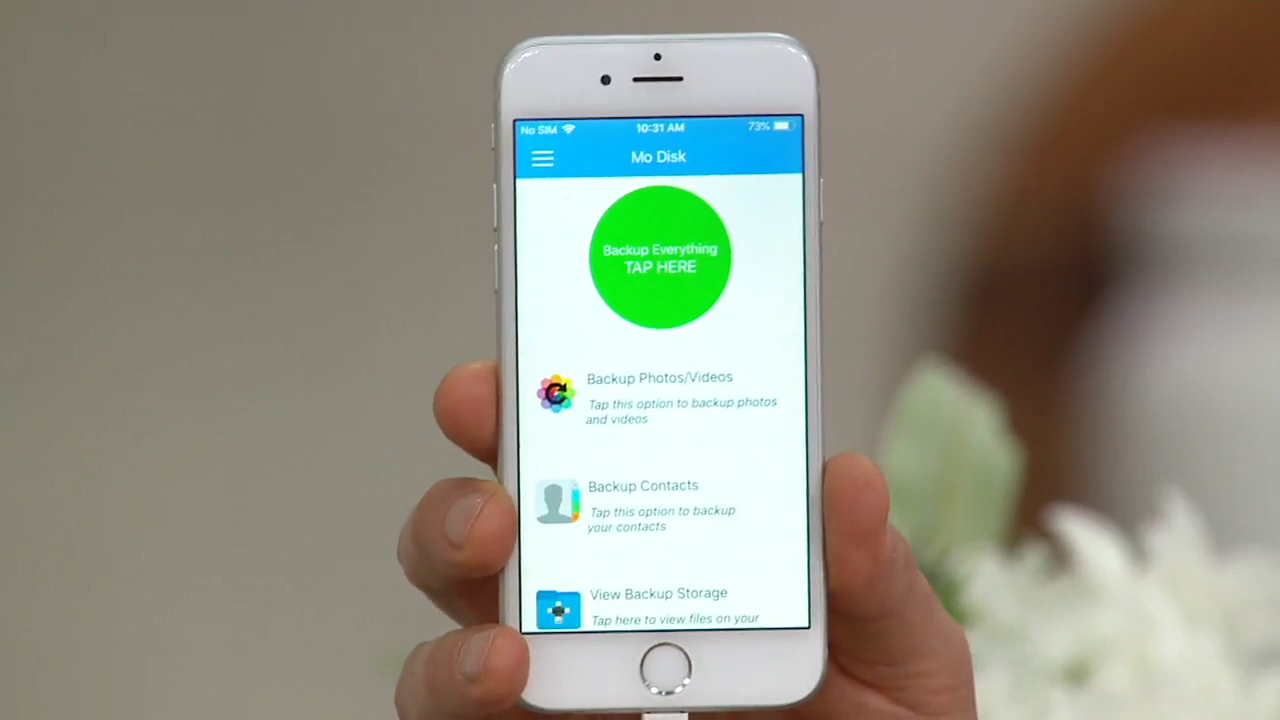 No SIM 10:31 AM 73%
Mo Disk
Backup Everything
TAP HERE
Backup Photos/Videos
Tap this option to backup photos
and videos
Backup Contacts
Tap this option to backup
your contacts
View Backup Storage
Tap here to view files on your